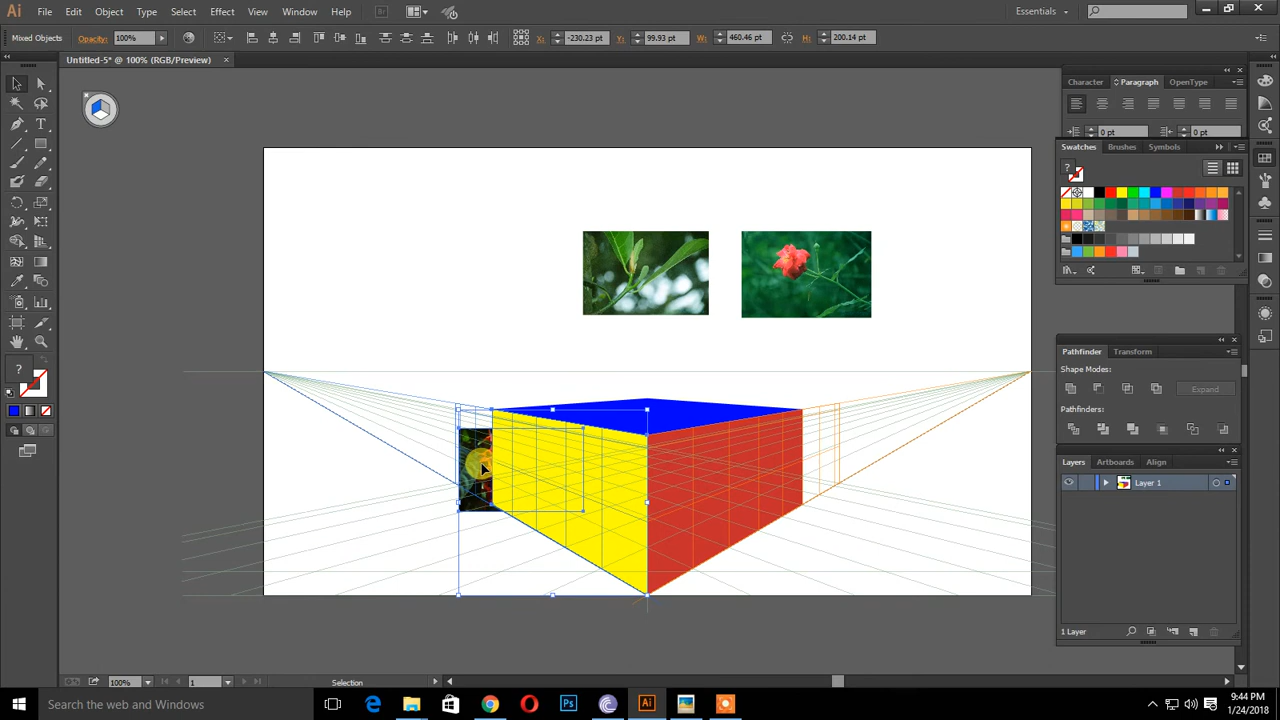 Ai File Edit Object Type Select Effect View Window Help Br Essentials
Mixed Objects Opacity: 100% X: -230.23 pt Y: 99.93 pt W: 460.46 pt H: 200.14 pt
Untitled-5* @ 100% (RGB/Preview)
Character Paragraph OpenType
0 pt 0 pt
Swatches Brushes Symbols
Pathfinder Transform
Shape Modes:
Expand
Pathfinders:
Layers Artboards Align
Layer 1
1 Layer
100% 1 Selection
Search the web and Windows
Ps Ai
9:44 PM
1/24/2018